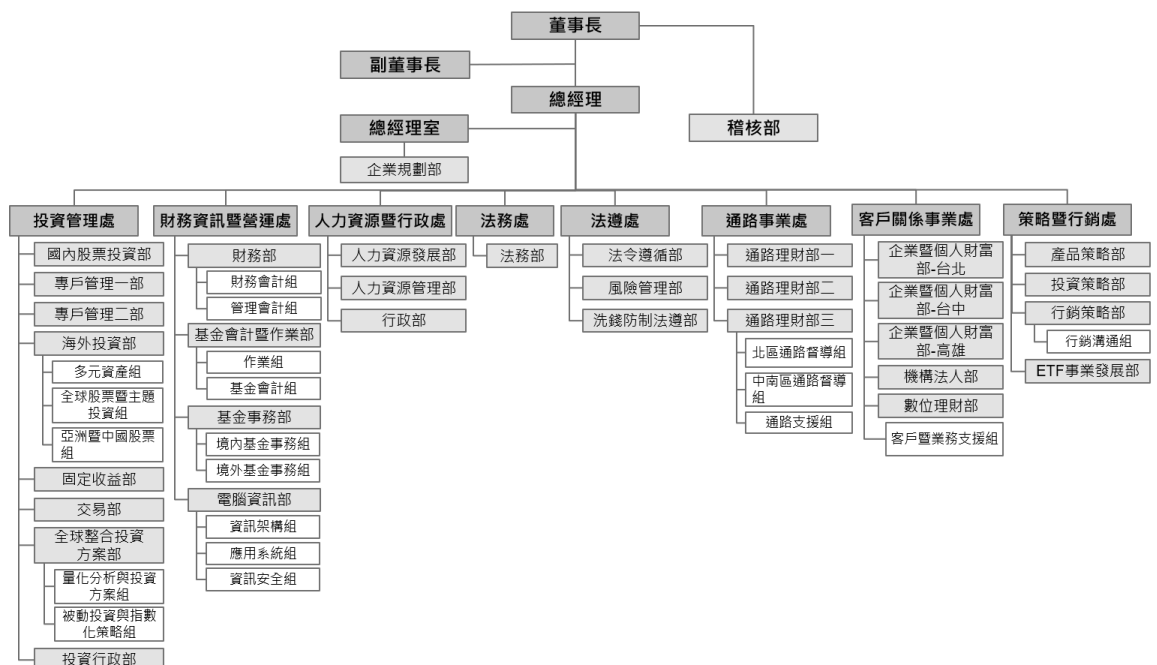 董事長
副董事長
總經理
總經理室
稽核部
企業規劃部
投資管理處
國內股票投資部
專戶管理一部
專戶管理二部
海外投資部
多元資產組
全球股票暨主題
投資組
亞洲暨中國股票
組
固定收益部
交易部
全球整合投資
方案部
量化分析與投資
方案組
被動投資與指數
化策略組
投資行政部
財務資訊暨營運處
財務部
財務會計組
管理會計組
基金會計暨作業部
作業組
基金會計組
基金事務部
境內基金事務組
境外基金事務組
電腦資訊部
資訊架構組
應用系統組
資訊安全組
人力資源暨行政處
人力資源發展部
人力資源管理部
行政部
法務處
法務部
法遵處
法令遵循部
風險管理部
洗錢防制法遵部
通路事業處
通路理財部一
通路理財部二
通路理財部三
北區通路督導組
中南區通路督導
組
通路支援組
客戶關係事業處
企業暨個人財富
部-台北
企業暨個人財富
部-台中
企業暨個人財富
部-高雄
機構法人部
數位理財部
客戶暨業務支援組
策略暨行銷處
產品策略部
投資策略部
行銷策略部
行銷溝通組
ETF事業發展部